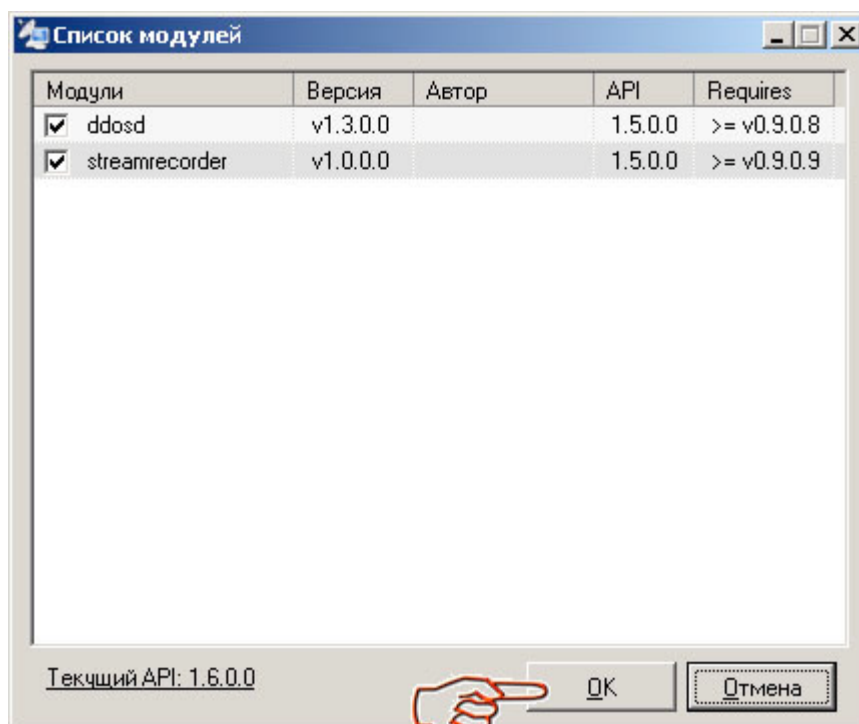 Список модулей
Модули Версия Автор API Requires
ddosd v1.3.0.0 1.5.0.0 >= v0.9.0.8
streamrecorder v1.0.0.0 1.5.0.0 >= v0.9.0.9
Текущий API: 1.6.0.0 OK Отмена